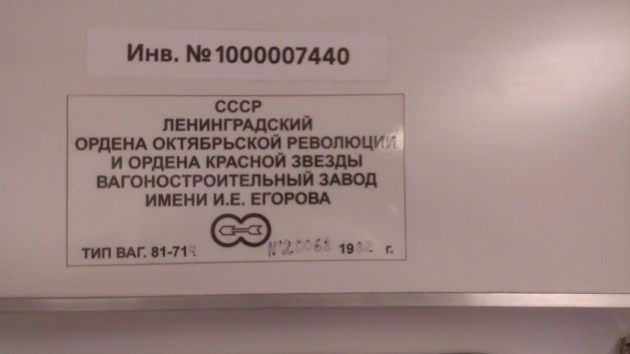 Инв. №1000007440
СССР
ЛЕНИНГРАДСКИЙ
ОРДЕНА ОКТЯБРЬСКОЙ РЕВОЛЮЦИИ
И ОРДЕНА КРАСНОЙ ЗВЕЗДЫ
ВАГОНОСТРОИТЕЛЬНЫЙ ЗАВОД
ИМЕНИ И.Е. ЕГОРОВА
ТИП ВАГ. г.